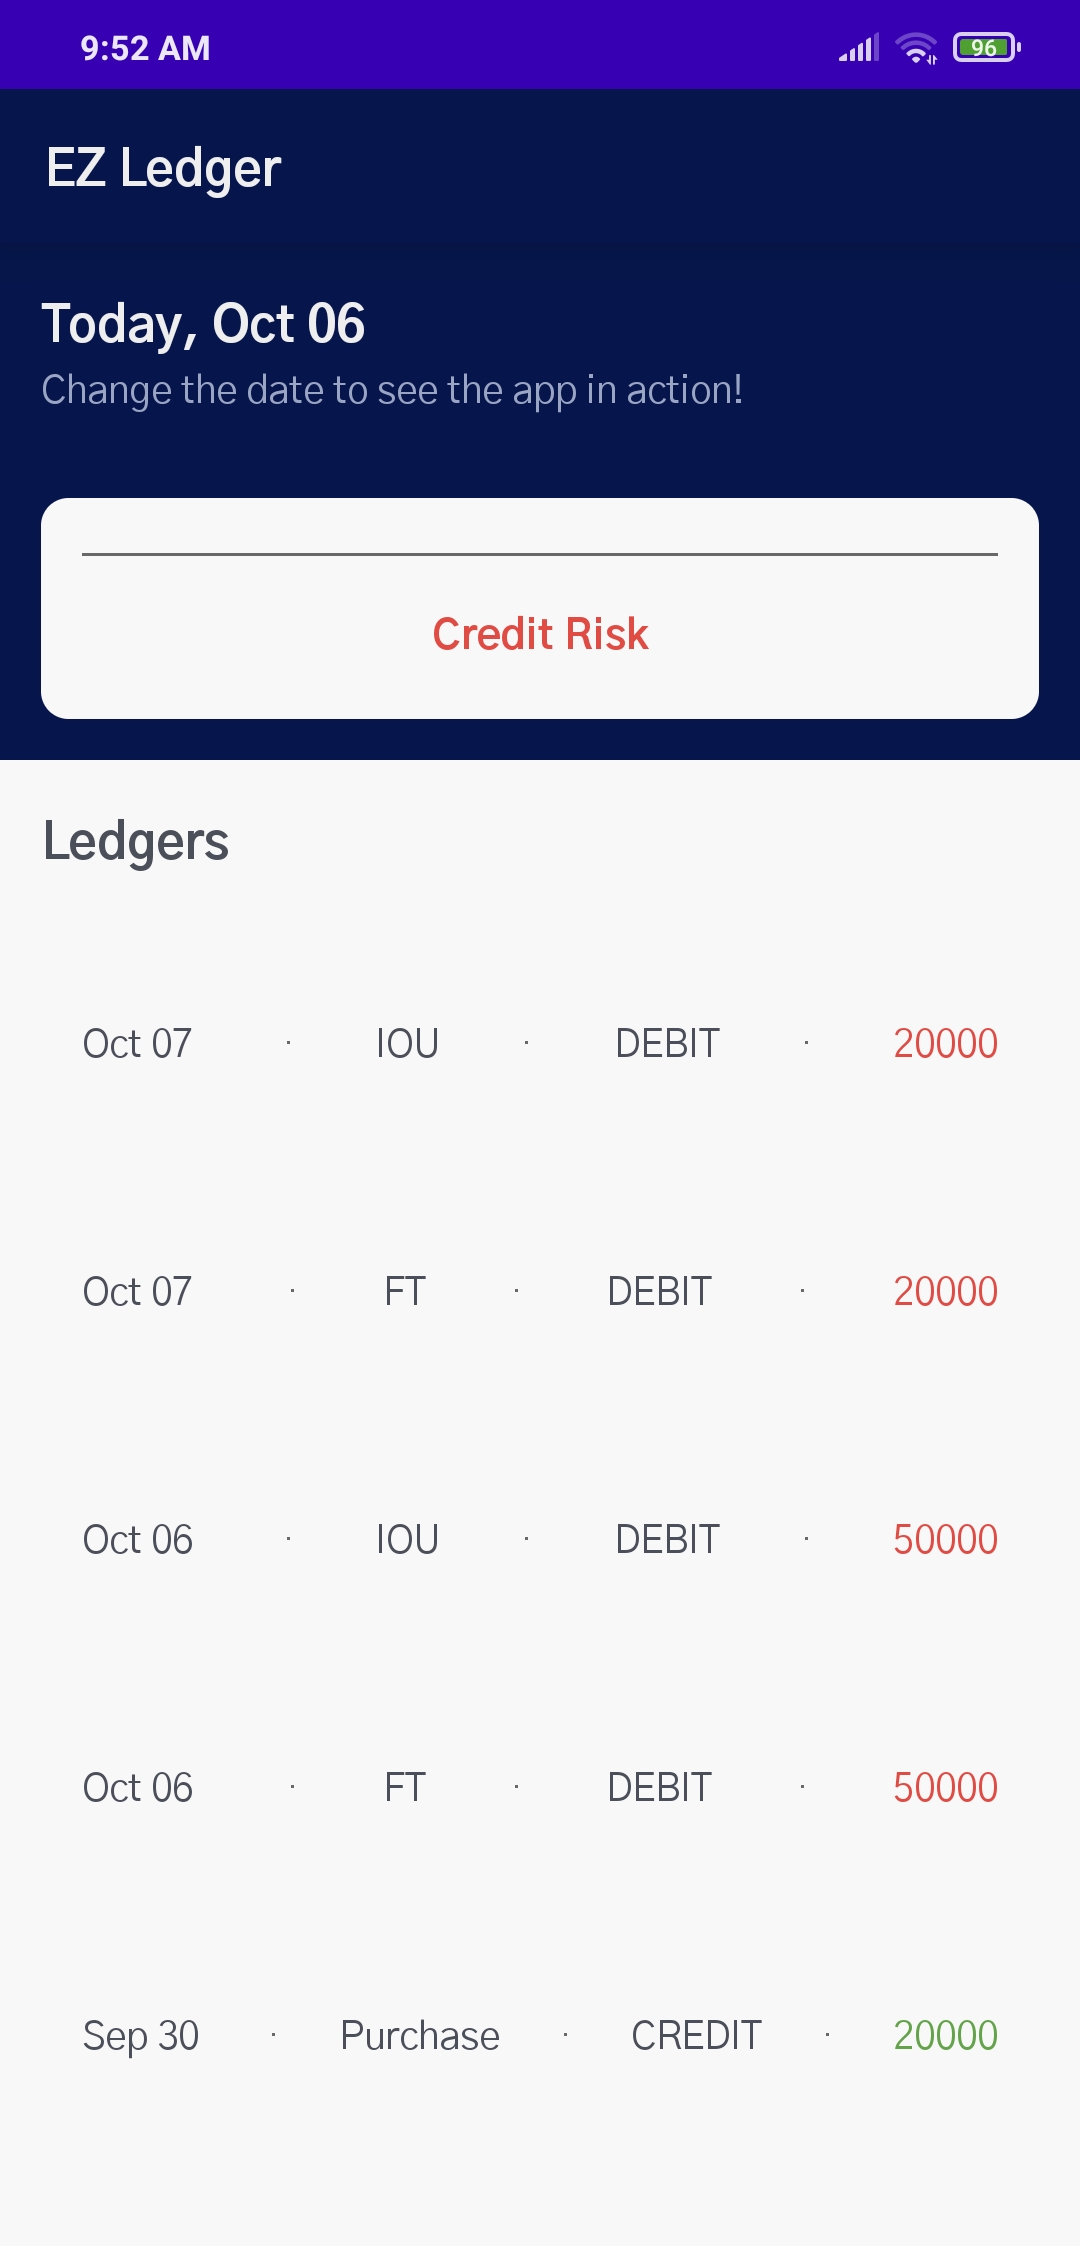 9:52 AM 96
EZ Ledger
Today, Oct 06
Change the date to see the app in action!
Credit Risk
Ledgers
Oct 07 · IOU · DEBIT · 20000
Oct 07 · FT · DEBIT · 20000
Oct 06 · IOU · DEBIT · 50000
Oct 06 · FT · DEBIT · 50000
Sep 30 · Purchase · CREDIT · 20000